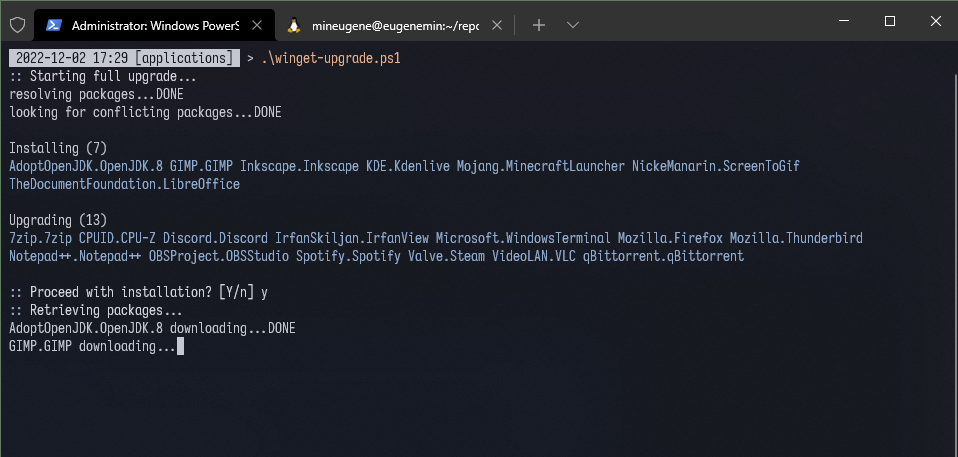 Administrator: Windows PowerS
mineugene@eugenemin:~/repo
2022-12-02 17:29 [applications] > .\winget-upgrade.ps1
:: Starting full upgrade...
resolving packages...DONE
looking for conflicting packages...DONE
Installing (7)
AdoptOpenJDK.OpenJDK.8 GIMP.GIMP Inkscape.Inkscape KDE.Kdenlive Mojang.MinecraftLauncher NickeManarin.ScreenToGif
TheDocumentFoundation.LibreOffice
Upgrading (13)
7zip.7zip CPUID.CPU-Z Discord.Discord IrfanSkiljan.IrfanView Microsoft.WindowsTerminal Mozilla.Firefox Mozilla.Thunderbird
Notepad++.Notepad++ OBSProject.OBSStudio Spotify.Spotify Valve.Steam VideoLAN.VLC qBittorrent.qBittorrent
:: Proceed with installation? [Y/n] y
:: Retrieving packages...
AdoptOpenJDK.OpenJDK.8 downloading...DONE
GIMP.GIMP downloading...